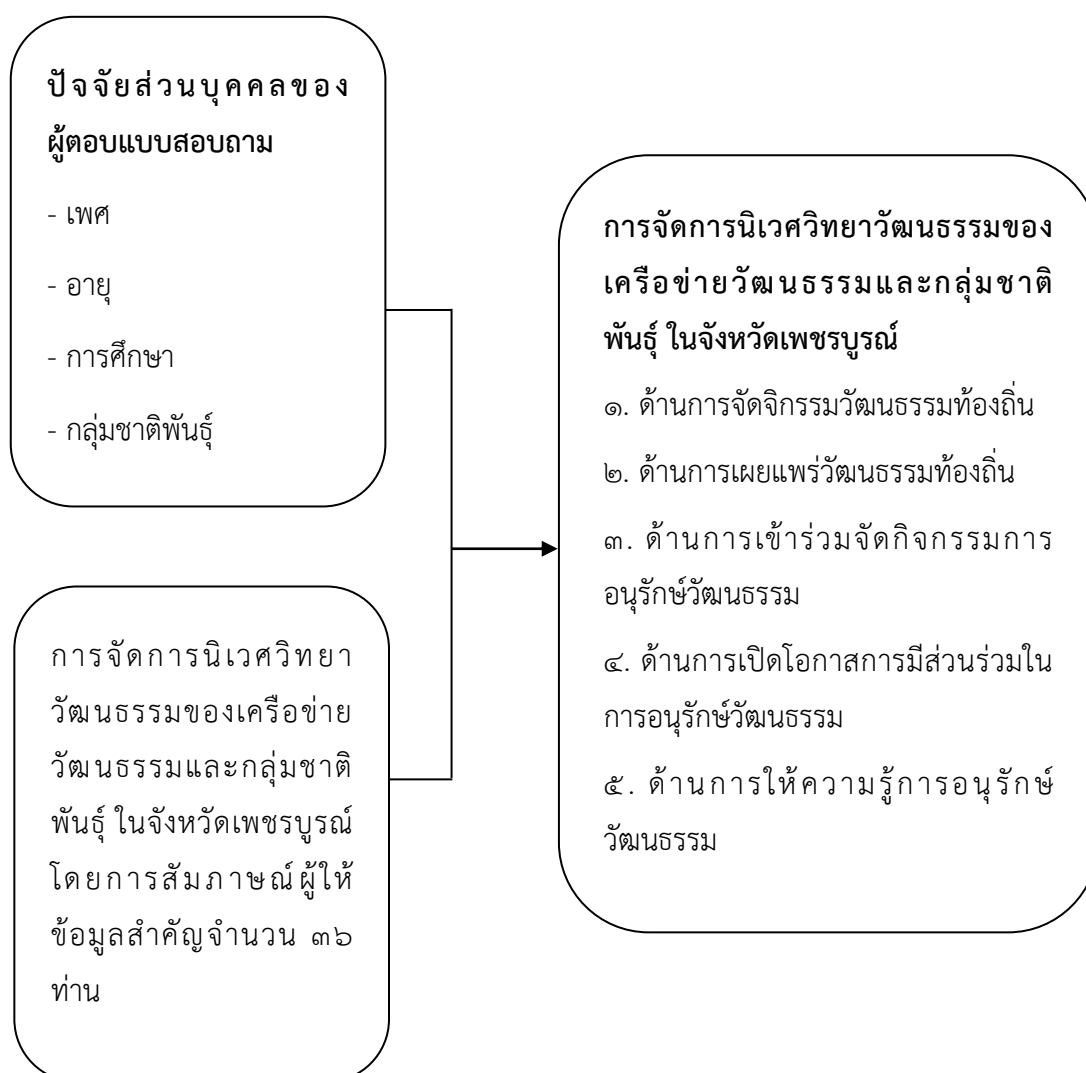 ปัจจัยส่วนบุคคลของ
ผู้ตอบแบบสอบถาม
- เพศ
- อายุ
- การศึกษา
- กลุ่มชาติพันธุ์
การจัดการนิเวศวิทยา
วัฒนธรรมของเครือข่าย
วัฒนธรรมและกลุ่มชาติ
พันธุ์ ในจังหวัดเพชรบูรณ์
โดยการสัมภาษณ์ผู้ให้
ข้อมูลสำคัญจำนวน ๓๖
ท่าน
การจัดการนิเวศวิทยาวัฒนธรรมของ
เครือข่ายวัฒนธรรมและกลุ่มชาติ
พันธุ์ ในจังหวัดเพชรบูรณ์
๑. ด้านการจัดจิกรรมวัฒนธรรมท้องถิ่น
๒. ด้านการเผยแพร่วัฒนธรรมท้องถิ่น
๓. ด้านการเข้าร่วมจัดกิจกรรมการ
อนุรักษ์วัฒนธรรม
๔. ด้านการเปิดโอกาสการมีส่วนร่วมใน
การอนุรักษ์วัฒนธรรม
๕. ด้านการให้ความรู้การอนุรักษ์
วัฒนธรรม